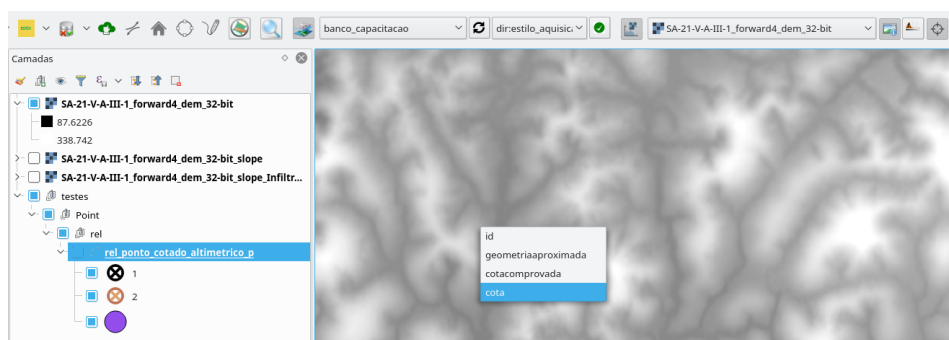 banco_capacitacao
dir:estilo_aquisic
SA-21-V-A-III-1_forward4_dem_32-bit
Camadas
SA-21-V-A-III-1_forward4_dem_32-bit
87.6226
338.742
SA-21-V-A-III-1_forward4_dem_32-bit_slope
SA-21-V-A-III-1_forward4_dem_32-bit_slope_Infiltr...
testes
Point
rel
rel_ponto_cotado_altimetrico_p
1
2
id
geometriaaproximada
cotacomprovada
cota